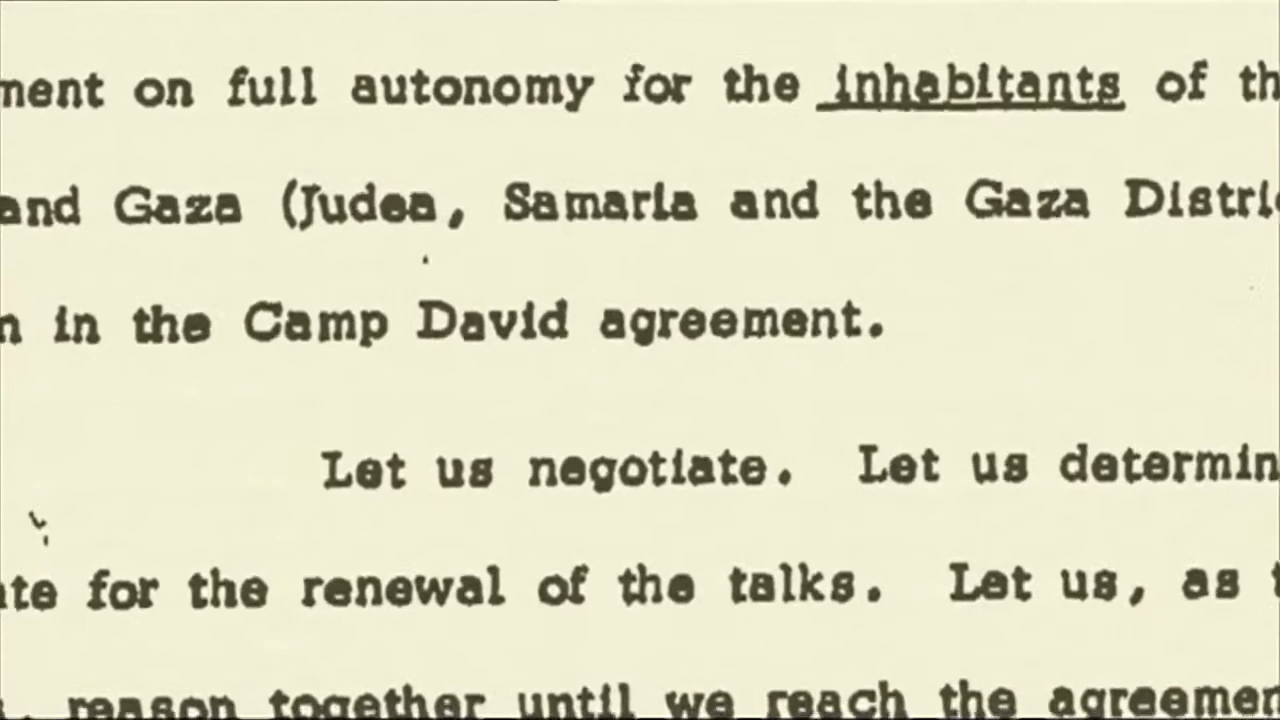 ment on full autonomy for the inhabitants of th
and Gaza (Judea, Samaria and the Gaza Distric
n in the Camp David agreement.
Let us negotiate. Let us determin
te for the renewal of the talks. Let us, as t
reason together until we reach the agreemen